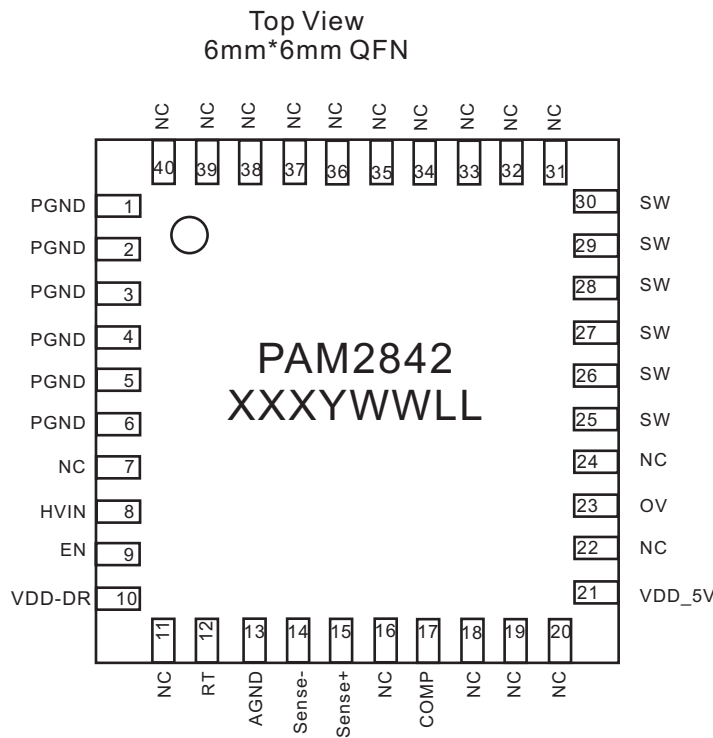 Top View
6mm*6mm QFN
NC NC NC NC NC NC NC NC NC NC
40 39 38 37 36 35 34 33 32 31
PGND 1
PGND 2
PGND 3
PGND 4
PGND 5
PGND 6
NC 7
HVIN 8
EN 9
VDD-DR 10
PAM2842
XXXYWWLL
30 SW
29 SW
28 SW
27 SW
26 SW
25 SW
24 NC
23 OV
22 NC
21 VDD_5V
11 12 13 14 15 16 17 18 19 20
NC RT AGND Sense- Sense+ NC COMP NC NC NC